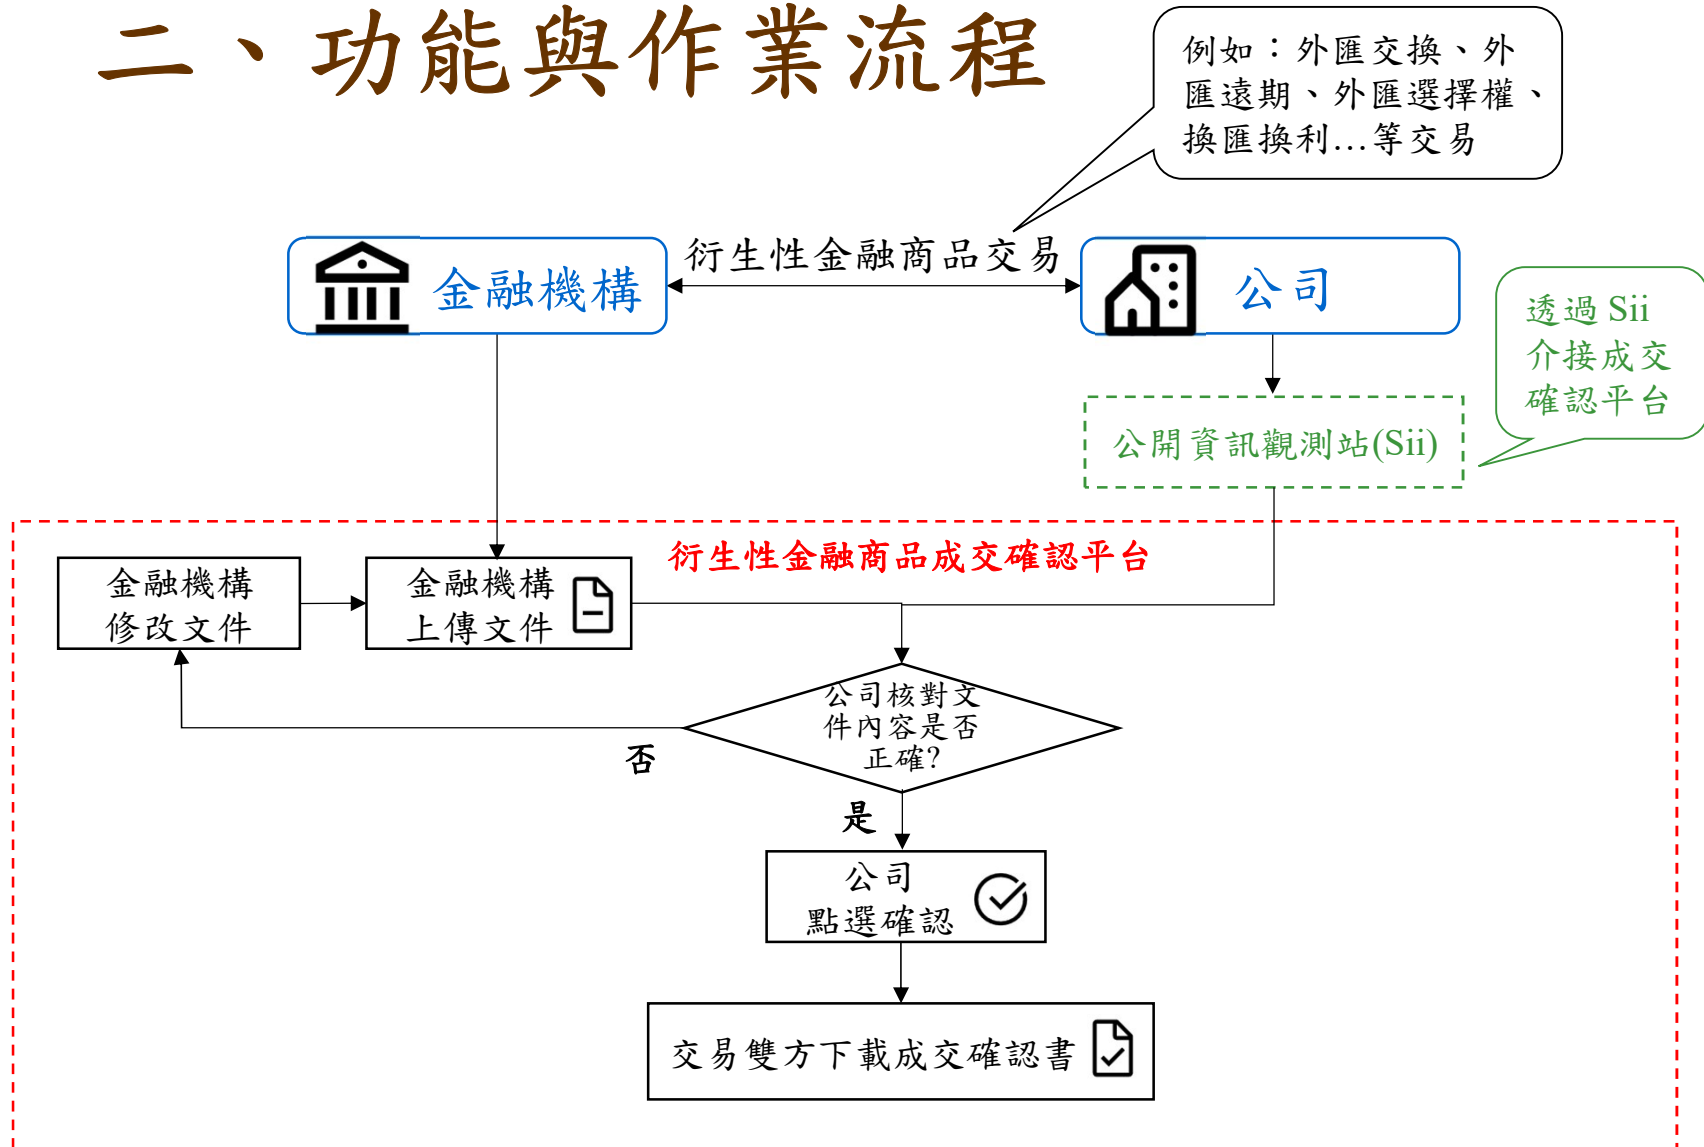 二、功能與作業流程
例如：外匯交換、外
匯遠期、外匯選擇權、
換匯換利...等交易
金融機構
衍生性金融商品交易
公司
透過 Sii
介接成交
確認平台
公開資訊觀測站(Sii)
衍生性金融商品成交確認平台
金融機構
修改文件
金融機構
上傳文件
公司核對文
件內容是否
正確?
否
是
公司
點選確認
交易雙方下載成交確認書